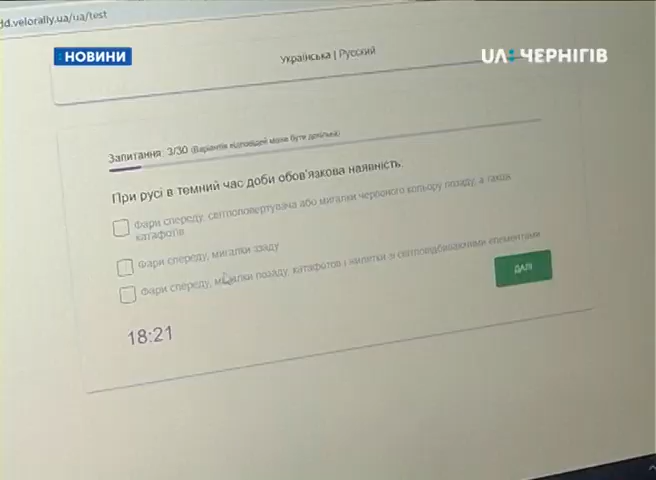 dd.velorally.ua/ua/test
НОВИНИ
Українська | Русский
UA: ЧЕРНІГІВ
Запитання: 3/30 (Варіантів відповідей може бути декілька)
При русі в темний час доби обов'язкова наявність:
Фари спереду, світлоповертувача або мигалки червоного кольору позаду, а також
катафотів
Фари спереду, мигалки ззаду
Фари спереду, мигалки позаду, катафотів і жилетки зі світловідбиваючими елементами
ДАЛІ
18:21